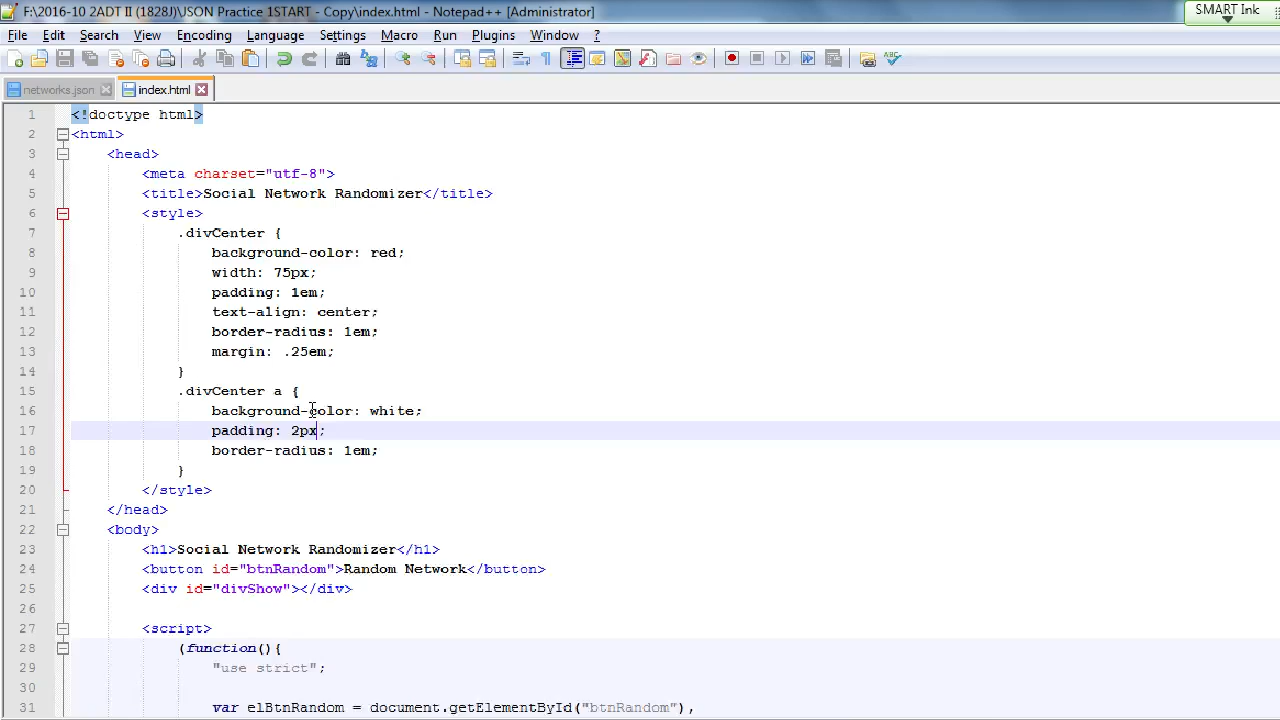 F:\2016-10 2ADT II (1828J)\JSON Practice 1START - Copy\index.html - Notepad++ [Administrator]
SMART Ink
File Edit Search View Encoding Language Settings Macro Run Plugins Window ?
networks.json index.html
1 <!doctype html>
2 <html>
3 <head>
4 <meta charset="utf-8">
5 <title>Social Network Randomizer</title>
6 <style>
7 .divCenter {
8 background-color: red;
9 width: 75px;
10 padding: 1em;
11 text-align: center;
12 border-radius: 1em;
13 margin: .25em;
14 }
15 .divCenter a {
16 background-color: white;
17 padding: 2px;
18 border-radius: 1em;
19 }
20 </style>
21 </head>
22 <body>
23 <h1>Social Network Randomizer</h1>
24 <button id="btnRandom">Random Network</button>
25 <div id="divShow"></div>
26
27 <script>
28 (function(){
29 "use strict";
30
31 var elBtnRandom = document.getElementById("btnRandom"),